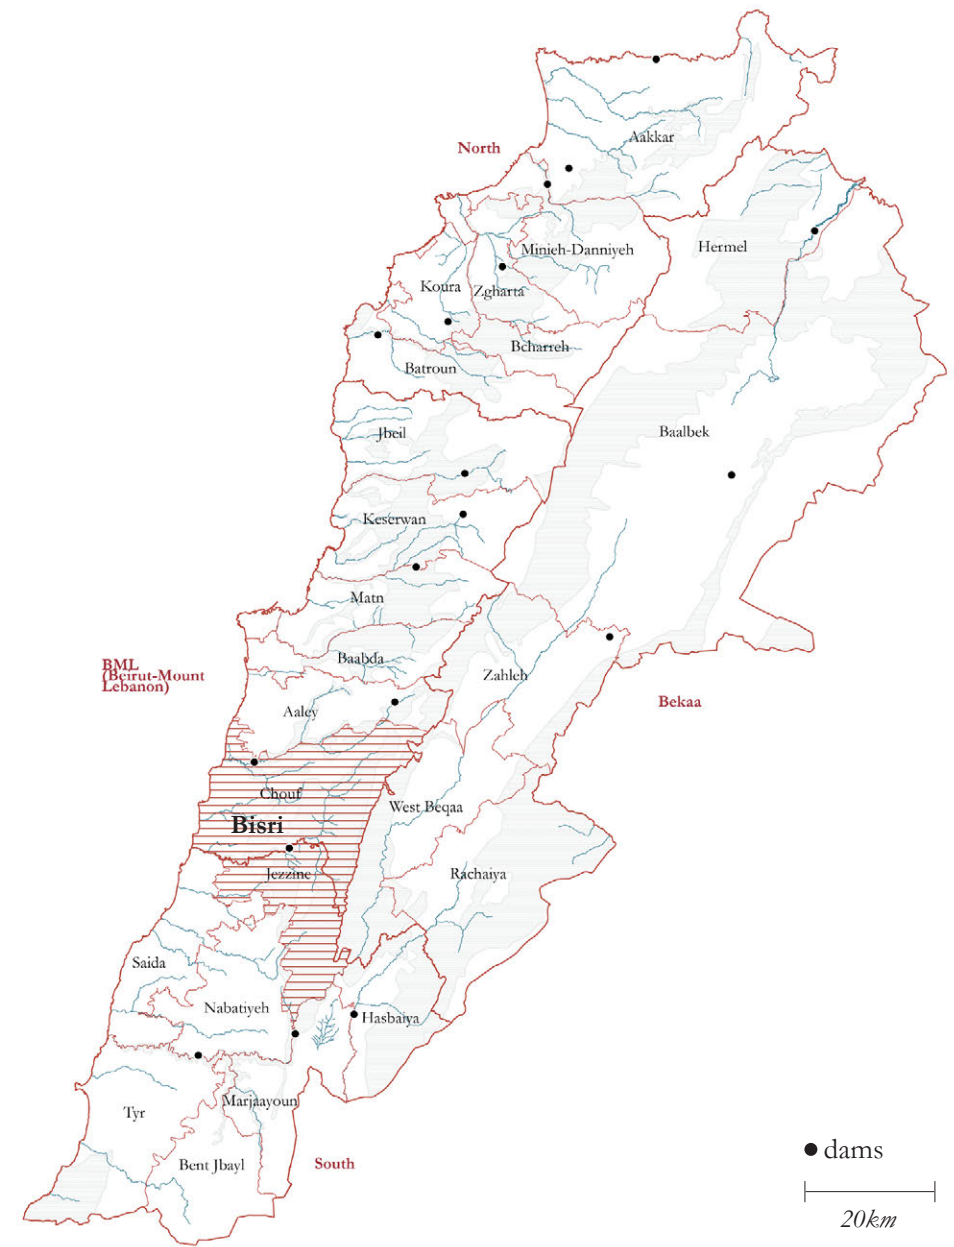 North
Aakkar
Hermel
Minieh-Danniyeh
Koura
Zgharta
Bcharreh
Batroun
Jbeil
Baalbek
Keserwan
Matn
Baabda
BML
(Beirut-Mount
Lebanon)
Zahleh
Bekaa
Aaley
Chouf
West Beqaa
Bisri
Jezzine
Rachaiya
Saida
Nabatiyeh
Hasbaiya
Marjaayoun
Tyr
Bent Jbayl
South
dams
20km